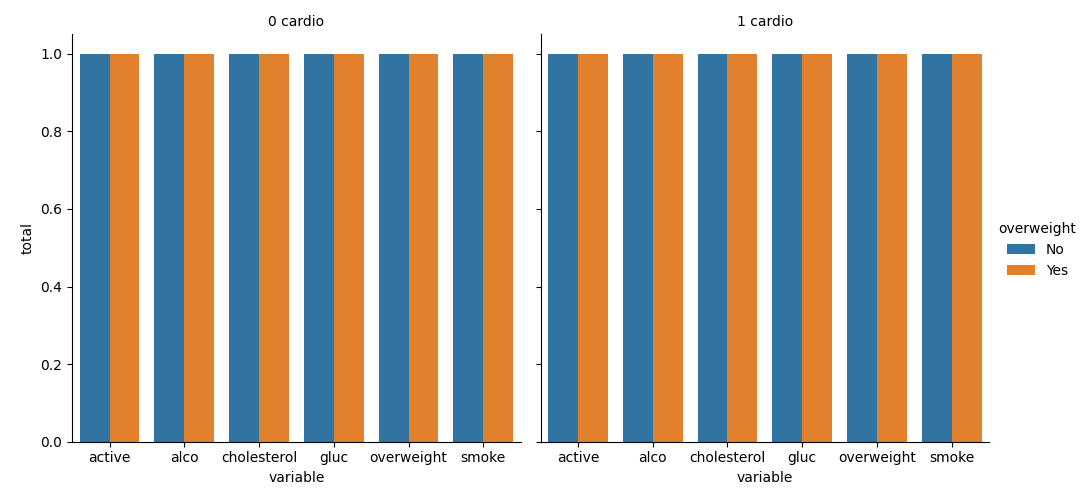 0 cardio
1 cardio
1.0
0.8
0.6
0.4
0.2
0.0
total
active alco cholesterol gluc overweight smoke
variable
active alco cholesterol gluc overweight smoke
variable
overweight
No
Yes